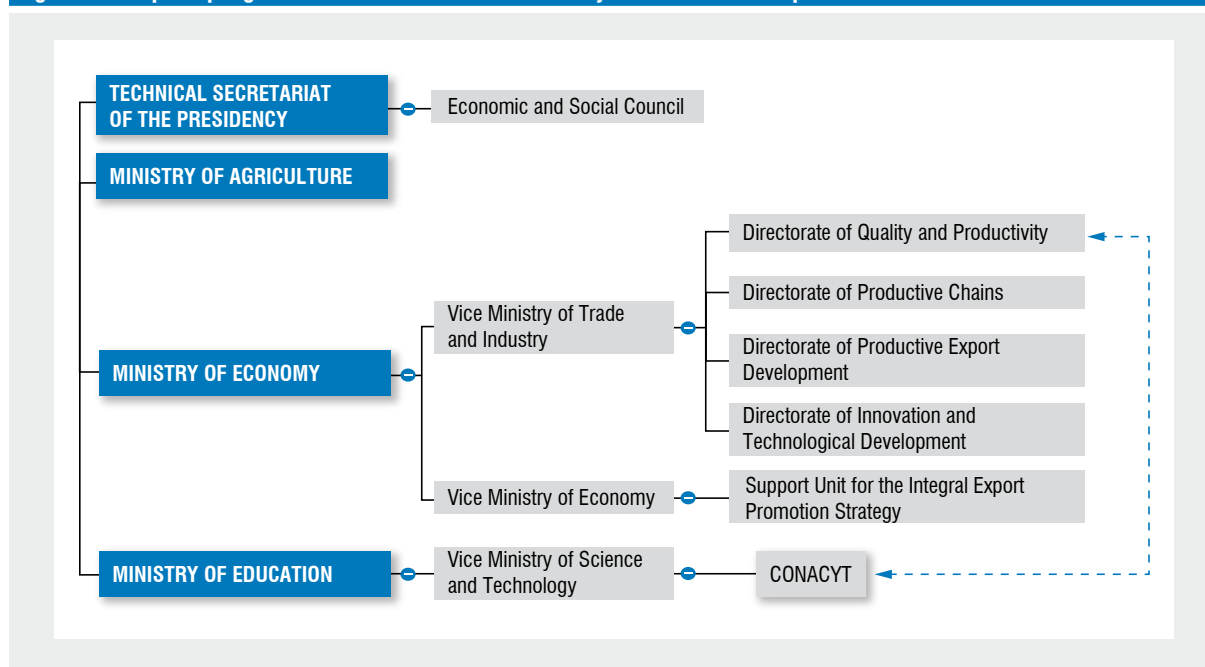 TECHNICAL SECRETARIAT
OF THE PRESIDENCY
Economic and Social Council
MINISTRY OF AGRICULTURE
Directorate of Quality and Productivity
Directorate of Productive Chains
Vice Ministry of Trade
and Industry
Directorate of Productive Export
Development
MINISTRY OF ECONOMY
Directorate of Innovation and
Technological Development
Vice Ministry of Economy
Support Unit for the Integral Export
Promotion Strategy
MINISTRY OF EDUCATION
Vice Ministry of Science
and Technology
CONACYT